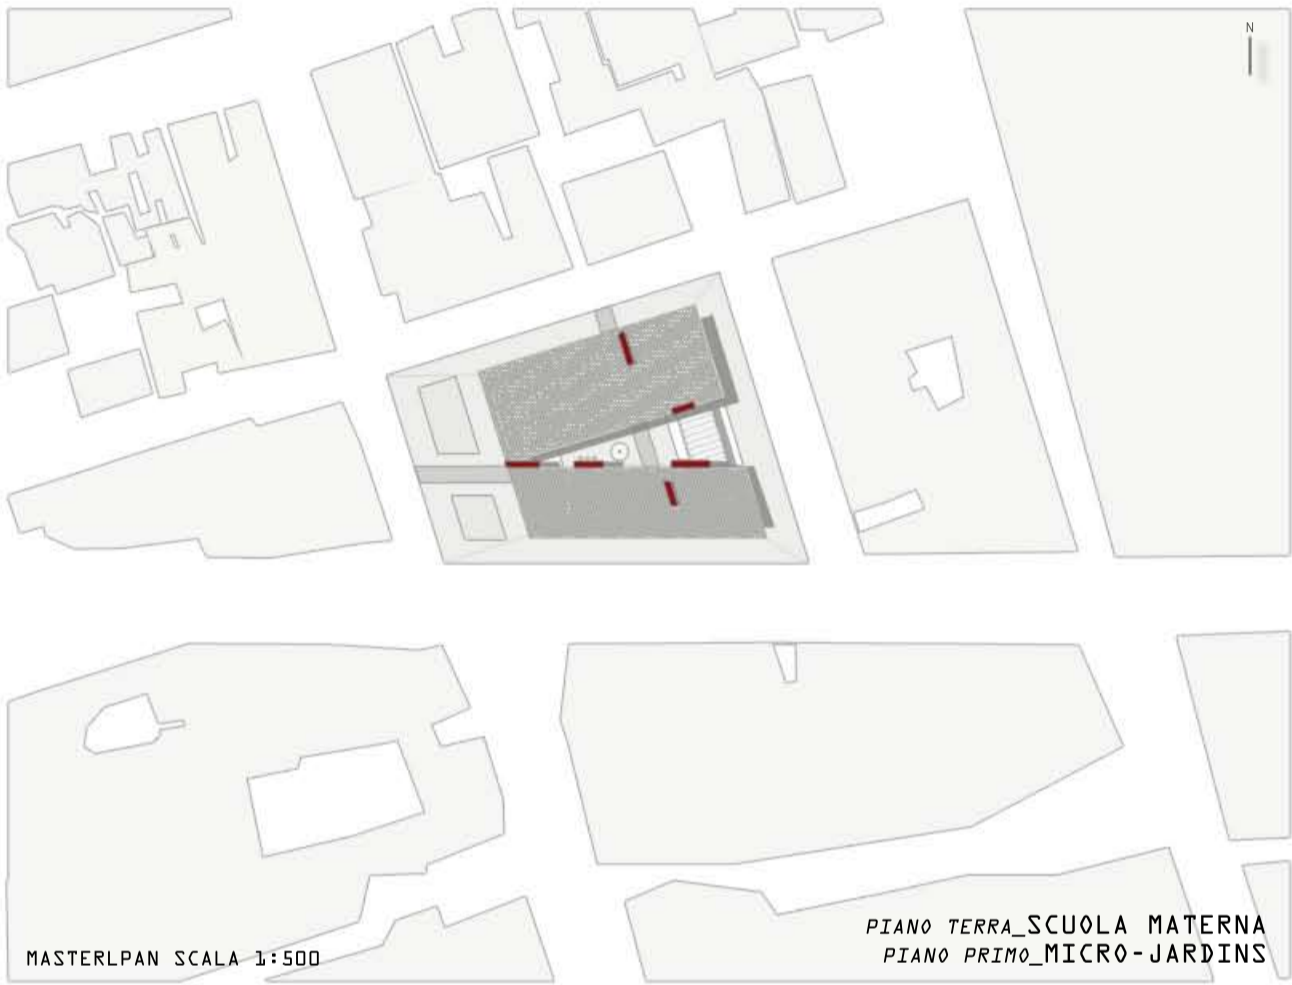 N
PIANO TERRA_SCUOLA MATERNA
PIANO PRIMO_MICRO-JARDINS
MASTERLPAN SCALA 1:500